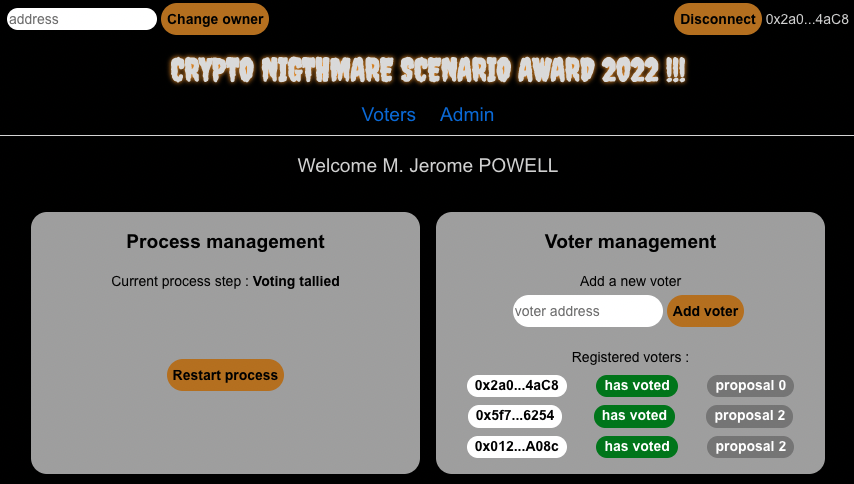 address Change owner Disconnect 0x2a0...4aC8
CRYPTO NIGTHMARE SCENARIO AWARD 2022 !!!
Voters Admin
Welcome M. Jerome POWELL
Process management
Current process step : Voting tallied
Restart process
Voter management
Add a new voter
voter address Add voter
Registered voters :
0x2a0...4aC8 has voted proposal 0
0x5f7...6254 has voted proposal 2
0x012...A08c has voted proposal 2